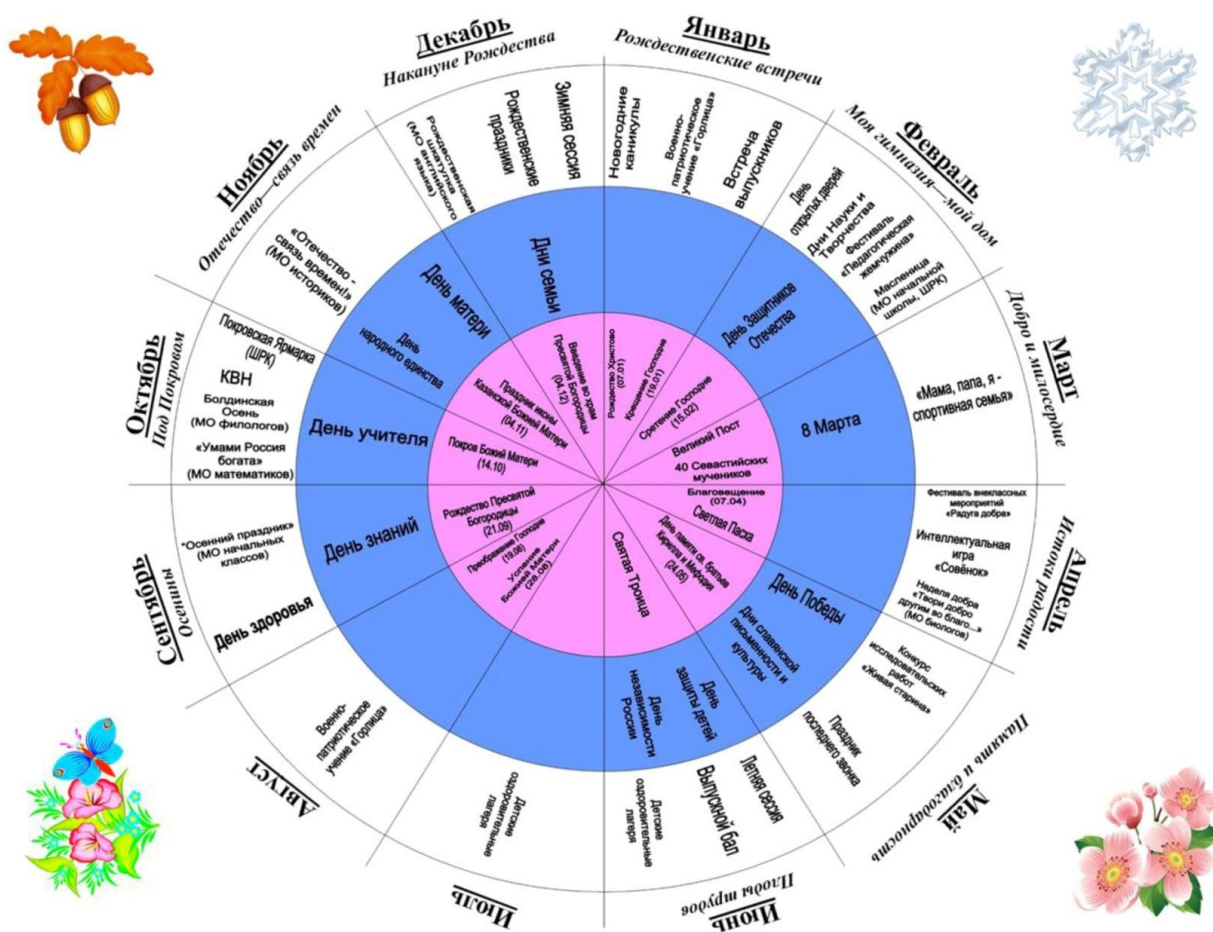 Январь
Рождественские встречи
Новогодние
каникулы
Военно-
патриотическое
учение «Горлица»
Встреча
выпускников
Рождество Христово
(07.01)
Крещение Господне
(19.01)
Февраль
Моя гимназия—мой дом
День
открытых дверей
Дни Науки и
Творчества
Фестиваль
«Педагогическая
жемчужина»
Масленица
(МО начальной
школы, ШРК)
День Защитников
Отечества
Сретение Господне
(15.02)
Март
Добро и милосердие
«Мама, папа, я -
спортивная семья»
8 Марта
Великий Пост
40 Севастийских
мучеников
Апрель
Истоки радости
Фестиваль внеклассных
мероприятий
«Радуга добра»
Интеллектуальная
игра
«Совёнок»
Неделя добра
«Твори добро
другим во благо...»
(МО биологов)
Благовещение
(07.04)
Светлая Пасха
Май
Память и благодарность
Конкурс
исследовательских
работ
«Живая старина»
Праздник
последнего звонка
День Победы
Дни славянской
письменности и
культуры
День памяти св. братьев
Кирилла и Мефодия
(24.05)
Июнь
Плоды трудов
Летняя сессия
Выпускной бал
Детские
оздоровительные
лагеря
День
защиты детей
День
независимости
России
Святая Троица
Июль
Детские
оздоровительные
лагеря
Август
Военно-
патриотическое
учение «Горлица»
Преображение Господне
(19.08)
Успение
Божией Матери
(28.08)
Сентябрь
Осенины
"Осенний праздник»
(МО начальных
классов)
День здоровья
День знаний
Рождество Пресвятой
Богородицы
(21.09)
Октябрь
Под Покровом
Покровская Ярмарка
(ШРК)
КВН
Болдинская
Осень
(МО филологов)
«Умами Россия
богата»
(МО математиков)
День учителя
Покров Божий Матери
(14.10)
Ноябрь
Отечество—связь времен
«Отечество -
связь времен!»
(МО историков)
День матери
День
народного единства
Праздник иконы
Казанской Божией Матери
(04.11)
Декабрь
Накануне Рождества
Рождественская
шкатулка
(МО английского
языка)
Рождественские
праздники
Зимняя сессия
Дни семьи
Введение во храм
Пресвятой Богородицы
(04.12)